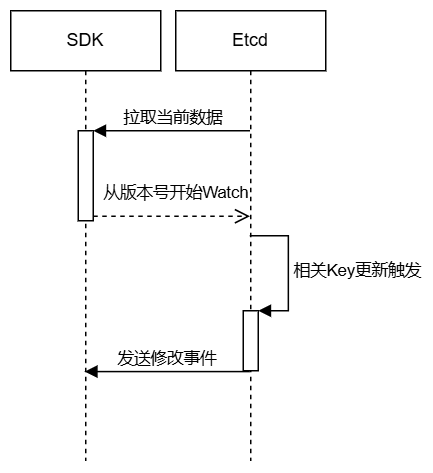 SDK
Etcd
拉取当前数据
从版本号开始Watch
相关Key更新触发
发送修改事件